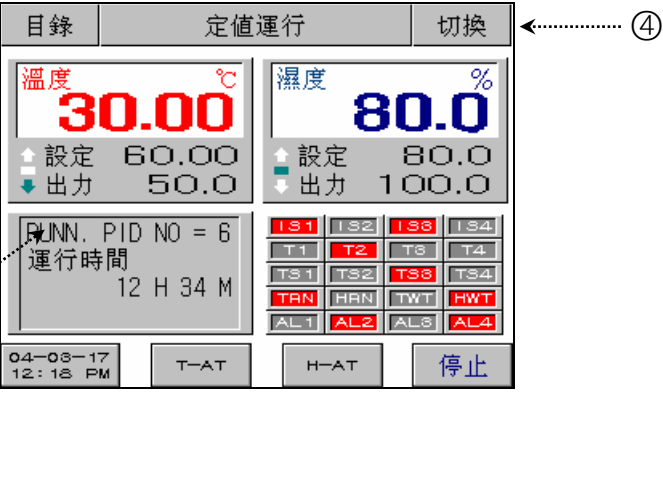 目錄 定值運行 切換 ④
溫度 ℃ 濕度 %
30.00 80.0
設定 60.00 設定 80.0
出力 50.0 出力 100.0
RUNN. PID NO = 6
運行時間
12 H 34 M
IS1 IS2 IS3 IS4
T1 T2 T3 T4
TS1 TS2 TS3 TS4
TRN HRN TWT HWT
AL1 AL2 AL3 AL4
04-03-17
12:18 PM T-AT H-AT 停止